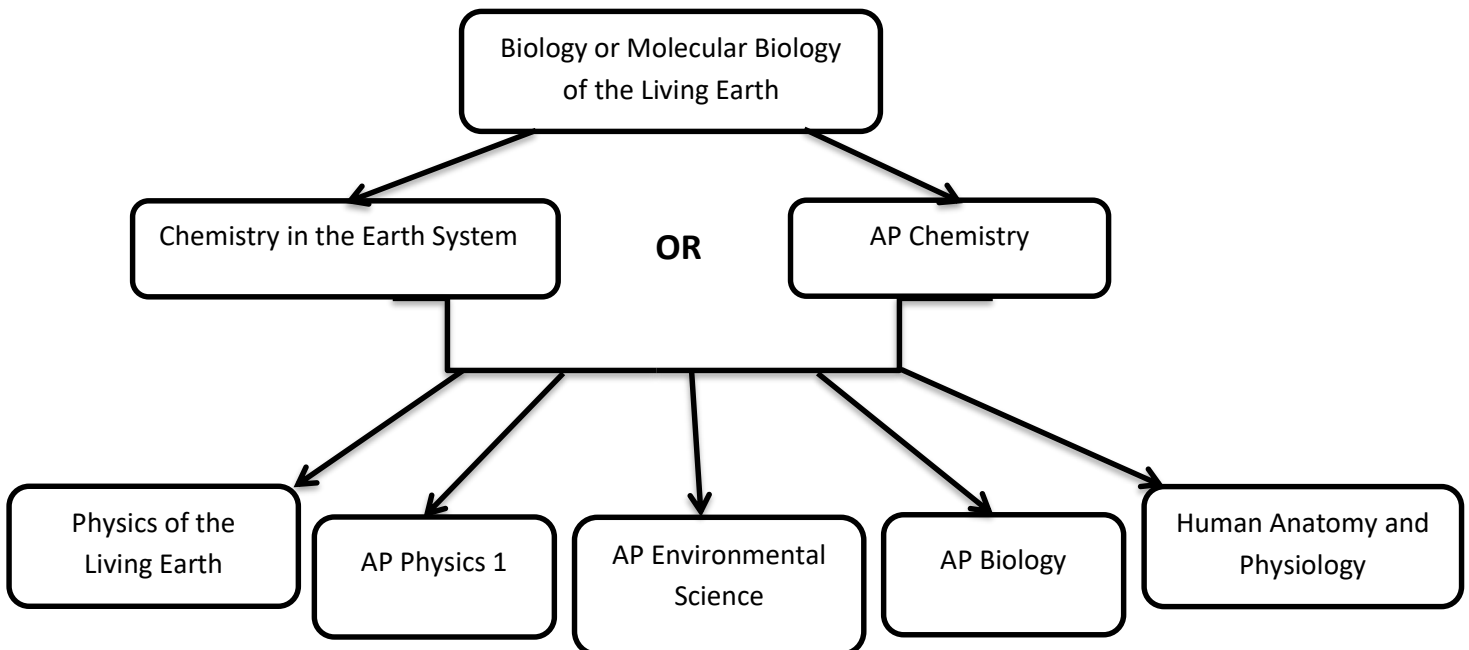 Biology or Molecular Biology
of the Living Earth
Chemistry in the Earth System
OR
AP Chemistry
Physics of the
Living Earth
AP Physics 1
AP Environmental
Science
AP Biology
Human Anatomy and
Physiology